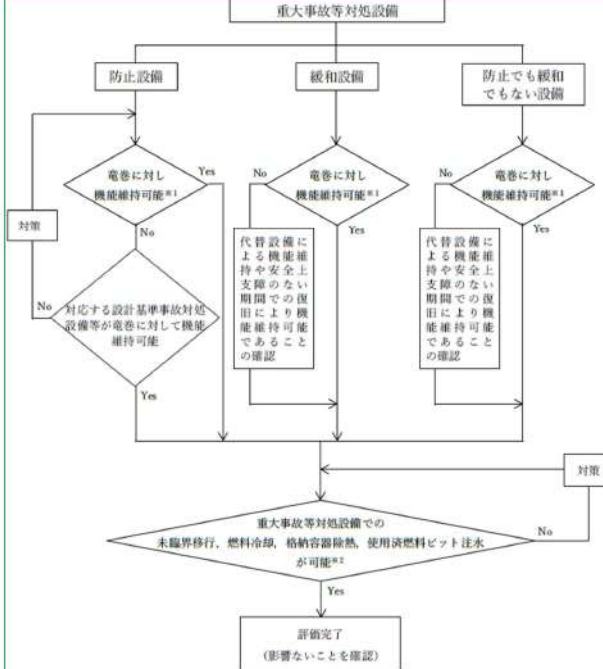 重大事故等対処設備
防止設備
緩和設備
防止でも緩和
でもない設備
竜巻に対し
機能維持可能※1
Yes
No
対策
対応する設計基準事故対処
設備等が竜巻に対して機能
維持可能
No
Yes
竜巻に対し
機能維持可能※1
No
Yes
代替設備に
よる機能維
持や安全上
支障のない
期間での復
旧により機
能維持可能
であること
の確認
竜巻に対し
機能維持可能※1
No
Yes
代替設備に
よる機能維
持や安全上
支障のない
期間での復
旧により機
能維持可能
であること
の確認
対策
重大事故等対処設備での
未臨界移行，燃料冷却，格納容器除熱，使用済燃料ピット注水
が可能※2
No
Yes
評価完了
（影響ないことを確認）